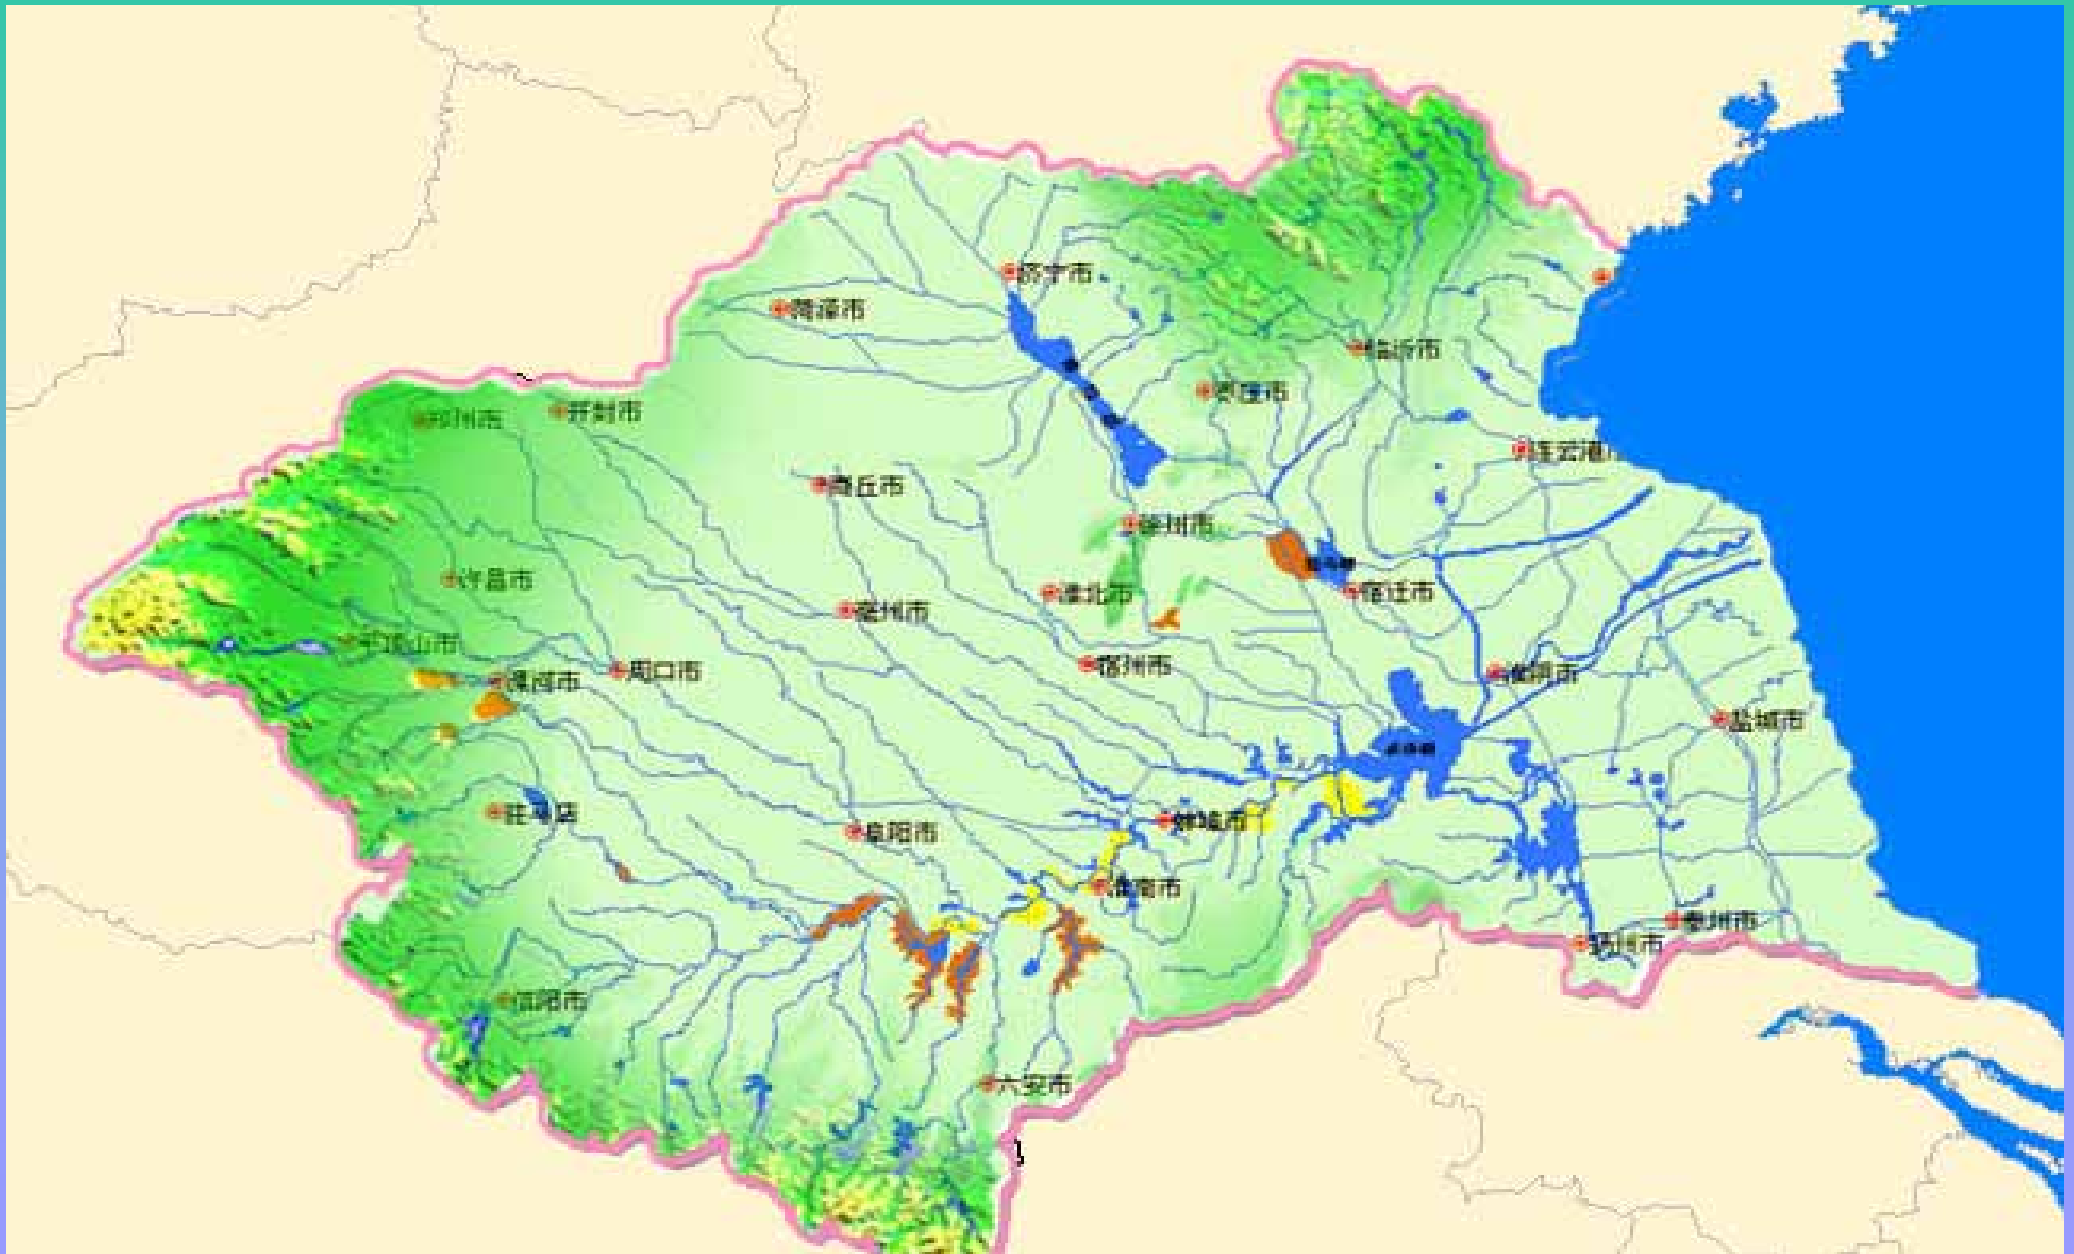 济宁市
菏泽市
临沂市
枣庄市
开封市
郑州市
连云港
商丘市
徐州市
许昌市
淮北市
宿迁市
亳州市
平顶山市
宿州市
周口市
漯河市
淮阴市
盐城市
洪泽湖
驻马店
蚌埠市
阜阳市
淮南市
泰州市
扬州市
信阳市
六安市